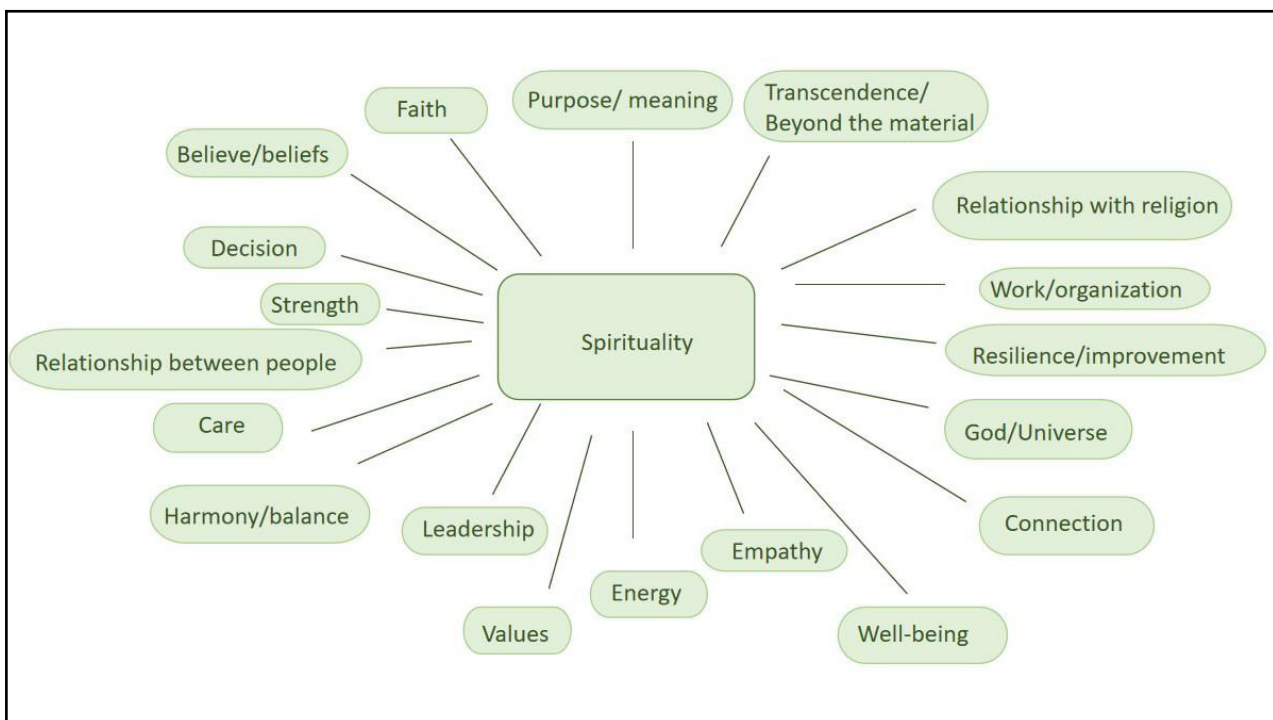 Purpose/ meaning
Transcendence/
Beyond the material
Faith
Believe/beliefs
Relationship with religion
Decision
Work/organization
Strength
Spirituality
Relationship between people
Resilience/improvement
Care
God/Universe
Harmony/balance
Leadership
Connection
Empathy
Energy
Values
Well-being